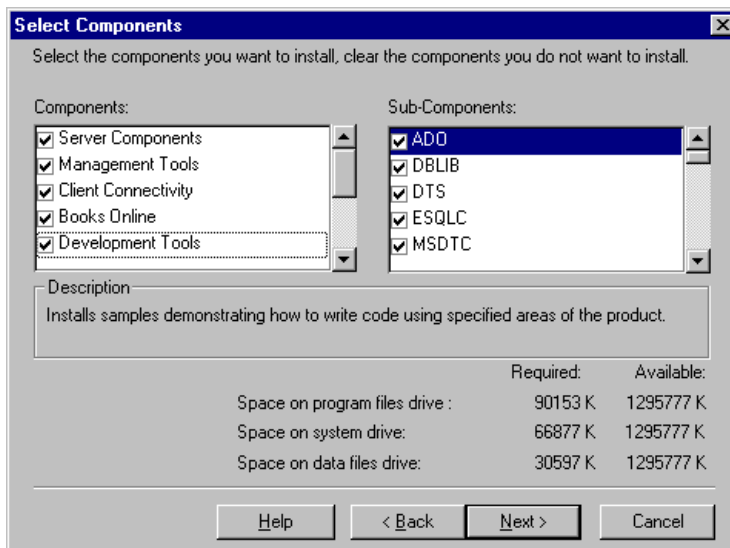 Select Components
Select the components you want to install, clear the components you do not want to install.
Components:
Sub-Components:
Server Components
Management Tools
Client Connectivity
Books Online
Development Tools
ADO
DBLIB
DTS
ESQLC
MSDTC
Description
Installs samples demonstrating how to write code using specified areas of the product.
Required: Available:
Space on program files drive : 90153 K 1295777 K
Space on system drive: 66877 K 1295777 K
Space on data files drive: 30597 K 1295777 K
Help < Back Next > Cancel